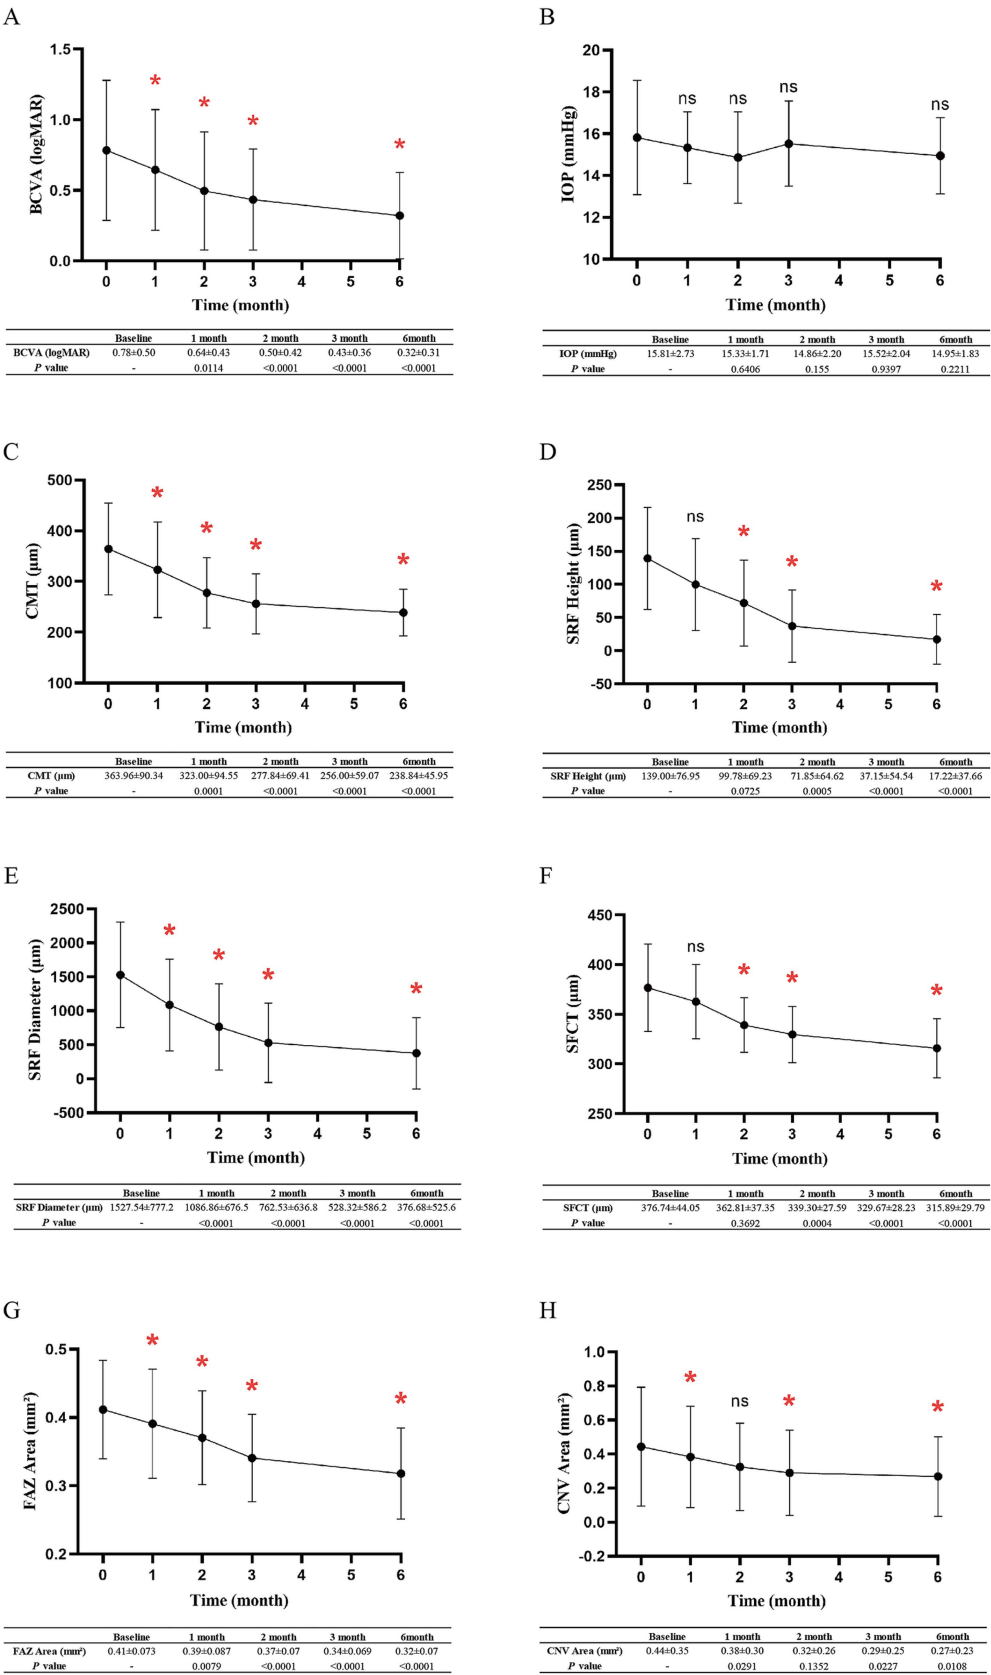 A
BCVA (logMAR)
1.5
1.0
0.5
0.0
* * * *
0 1 2 3 4 5 6
Time (month)
Baseline 1 month 2 month 3 month 6month
BCVA (logMAR) 0.78±0.50 0.64±0.43 0.50±0.42 0.43±0.36 0.32±0.31
P value - 0.0114 <0.0001 <0.0001 <0.0001
B
IOP (mmHg)
20
18
16
14
12
10
ns ns ns ns
0 1 2 3 4 5 6
Time (month)
Baseline 1 month 2 month 3 month 6month
IOP (mmHg) 15.81±2.73 15.33±1.71 14.86±2.20 15.52±2.04 14.95±1.83
P value - 0.6406 0.155 0.9397 0.2211
C
CMT (μm)
500
400
300
200
100
* * * *
0 1 2 3 4 5 6
Time (month)
Baseline 1 month 2 month 3 month 6month
CMT (μm) 363.96±90.34 323.00±94.55 277.84±69.41 256.00±59.07 238.84±45.95
P value - 0.0001 <0.0001 <0.0001 <0.0001
D
SRF Height (μm)
250
200
150
100
50
0
-50
ns * * *
0 1 2 3 4 5 6
Time (month)
Baseline 1 month 2 month 3 month 6month
SRF Height (μm) 139.00±76.95 99.78±69.23 71.85±64.62 37.15±54.54 17.22±37.66
P value - 0.0725 0.0005 <0.0001 <0.0001
E
SRF Diameter (μm)
2500
2000
1500
1000
500
0
-500
* * * *
0 1 2 3 4 5 6
Time (month)
Baseline 1 month 2 month 3 month 6month
SRF Diameter (μm) 1527.54±777.2 1086.86±676.5 762.53±636.8 528.32±586.2 376.68±525.6
P value - <0.0001 <0.0001 <0.0001 <0.0001
F
SFCT (μm)
450
400
350
300
250
ns * * *
0 1 2 3 4 5 6
Time (month)
Baseline 1 month 2 month 3 month 6month
SFCT (μm) 376.74±44.05 362.81±37.35 339.30±27.59 329.67±28.23 315.89±29.79
P value - 0.3692 0.0004 <0.0001 <0.0001
G
FAZ Area (mm²)
0.5
0.4
0.3
0.2
* * * *
0 1 2 3 4 5 6
Time (month)
Baseline 1 month 2 month 3 month 6month
FAZ Area (mm²) 0.41±0.073 0.39±0.087 0.37±0.07 0.34±0.069 0.32±0.07
P value - 0.0079 <0.0001 <0.0001 <0.0001
H
CNV Area (mm²)
1.0
0.8
0.6
0.4
0.2
0.0
-0.2
* ns * *
0 1 2 3 4 5 6
Time (month)
Baseline 1 month 2 month 3 month 6month
CNV Area (mm²) 0.44±0.35 0.38±0.30 0.32±0.26 0.29±0.25 0.27±0.23
P value - 0.0291 0.1352 0.0227 0.0108